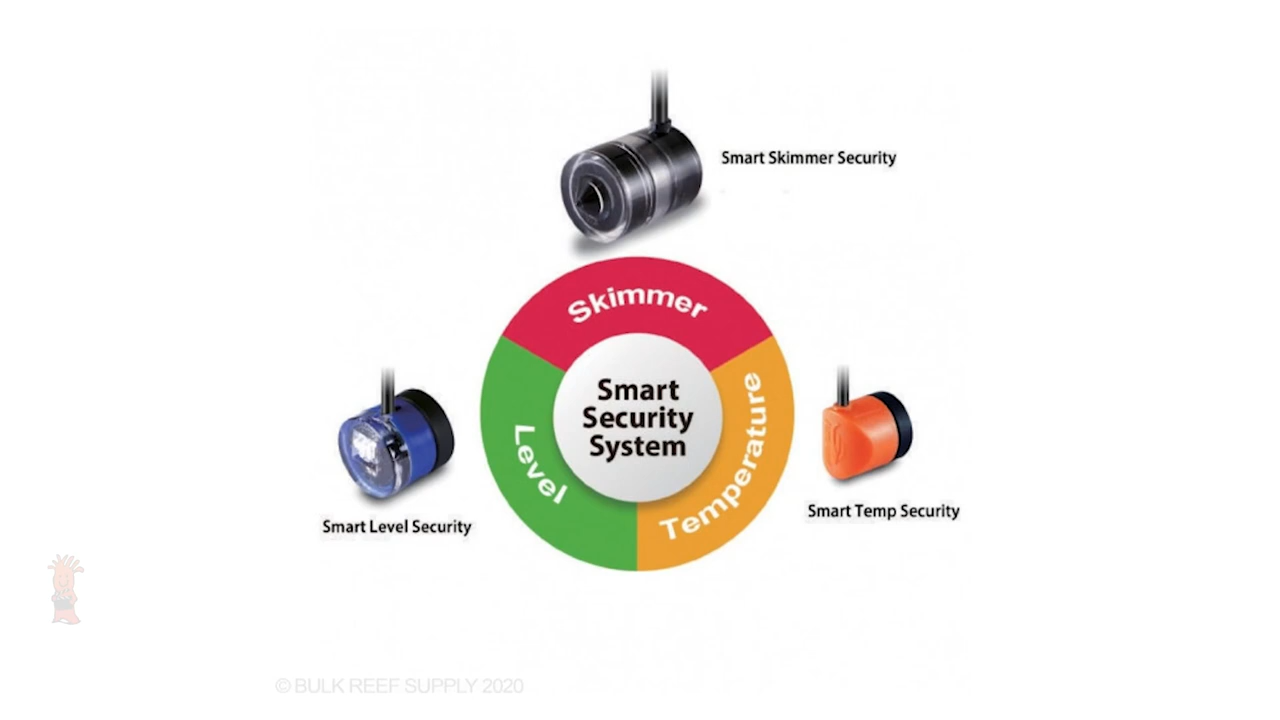 Smart Skimmer Security
Skimmer
Smart
Security
System
Level
Temperature
Smart Level Security
Smart Temp Security
© BULK REEF SUPPLY 2020